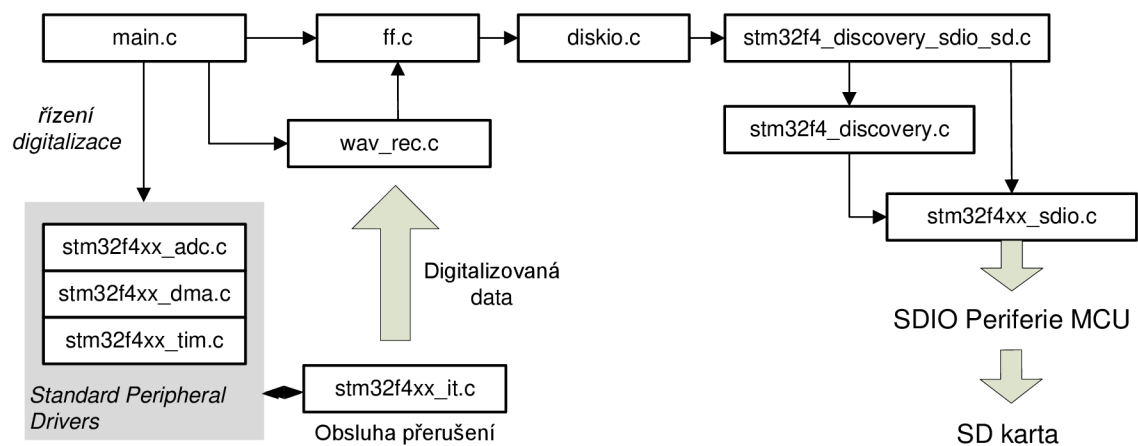 main.c
ff.c
diskio.c
stm32f4_discovery_sdio_sd.c
řízení
digitalizace
wav_rec.c
stm32f4_discovery.c
stm32f4xx_sdio.c
stm32f4xx_adc.c
stm32f4xx_dma.c
stm32f4xx_tim.c
Digitalizovaná
data
SDIO Periferie MCU
Standard Peripheral
Drivers
stm32f4xx_it.c
Obsluha přerušení
SD karta